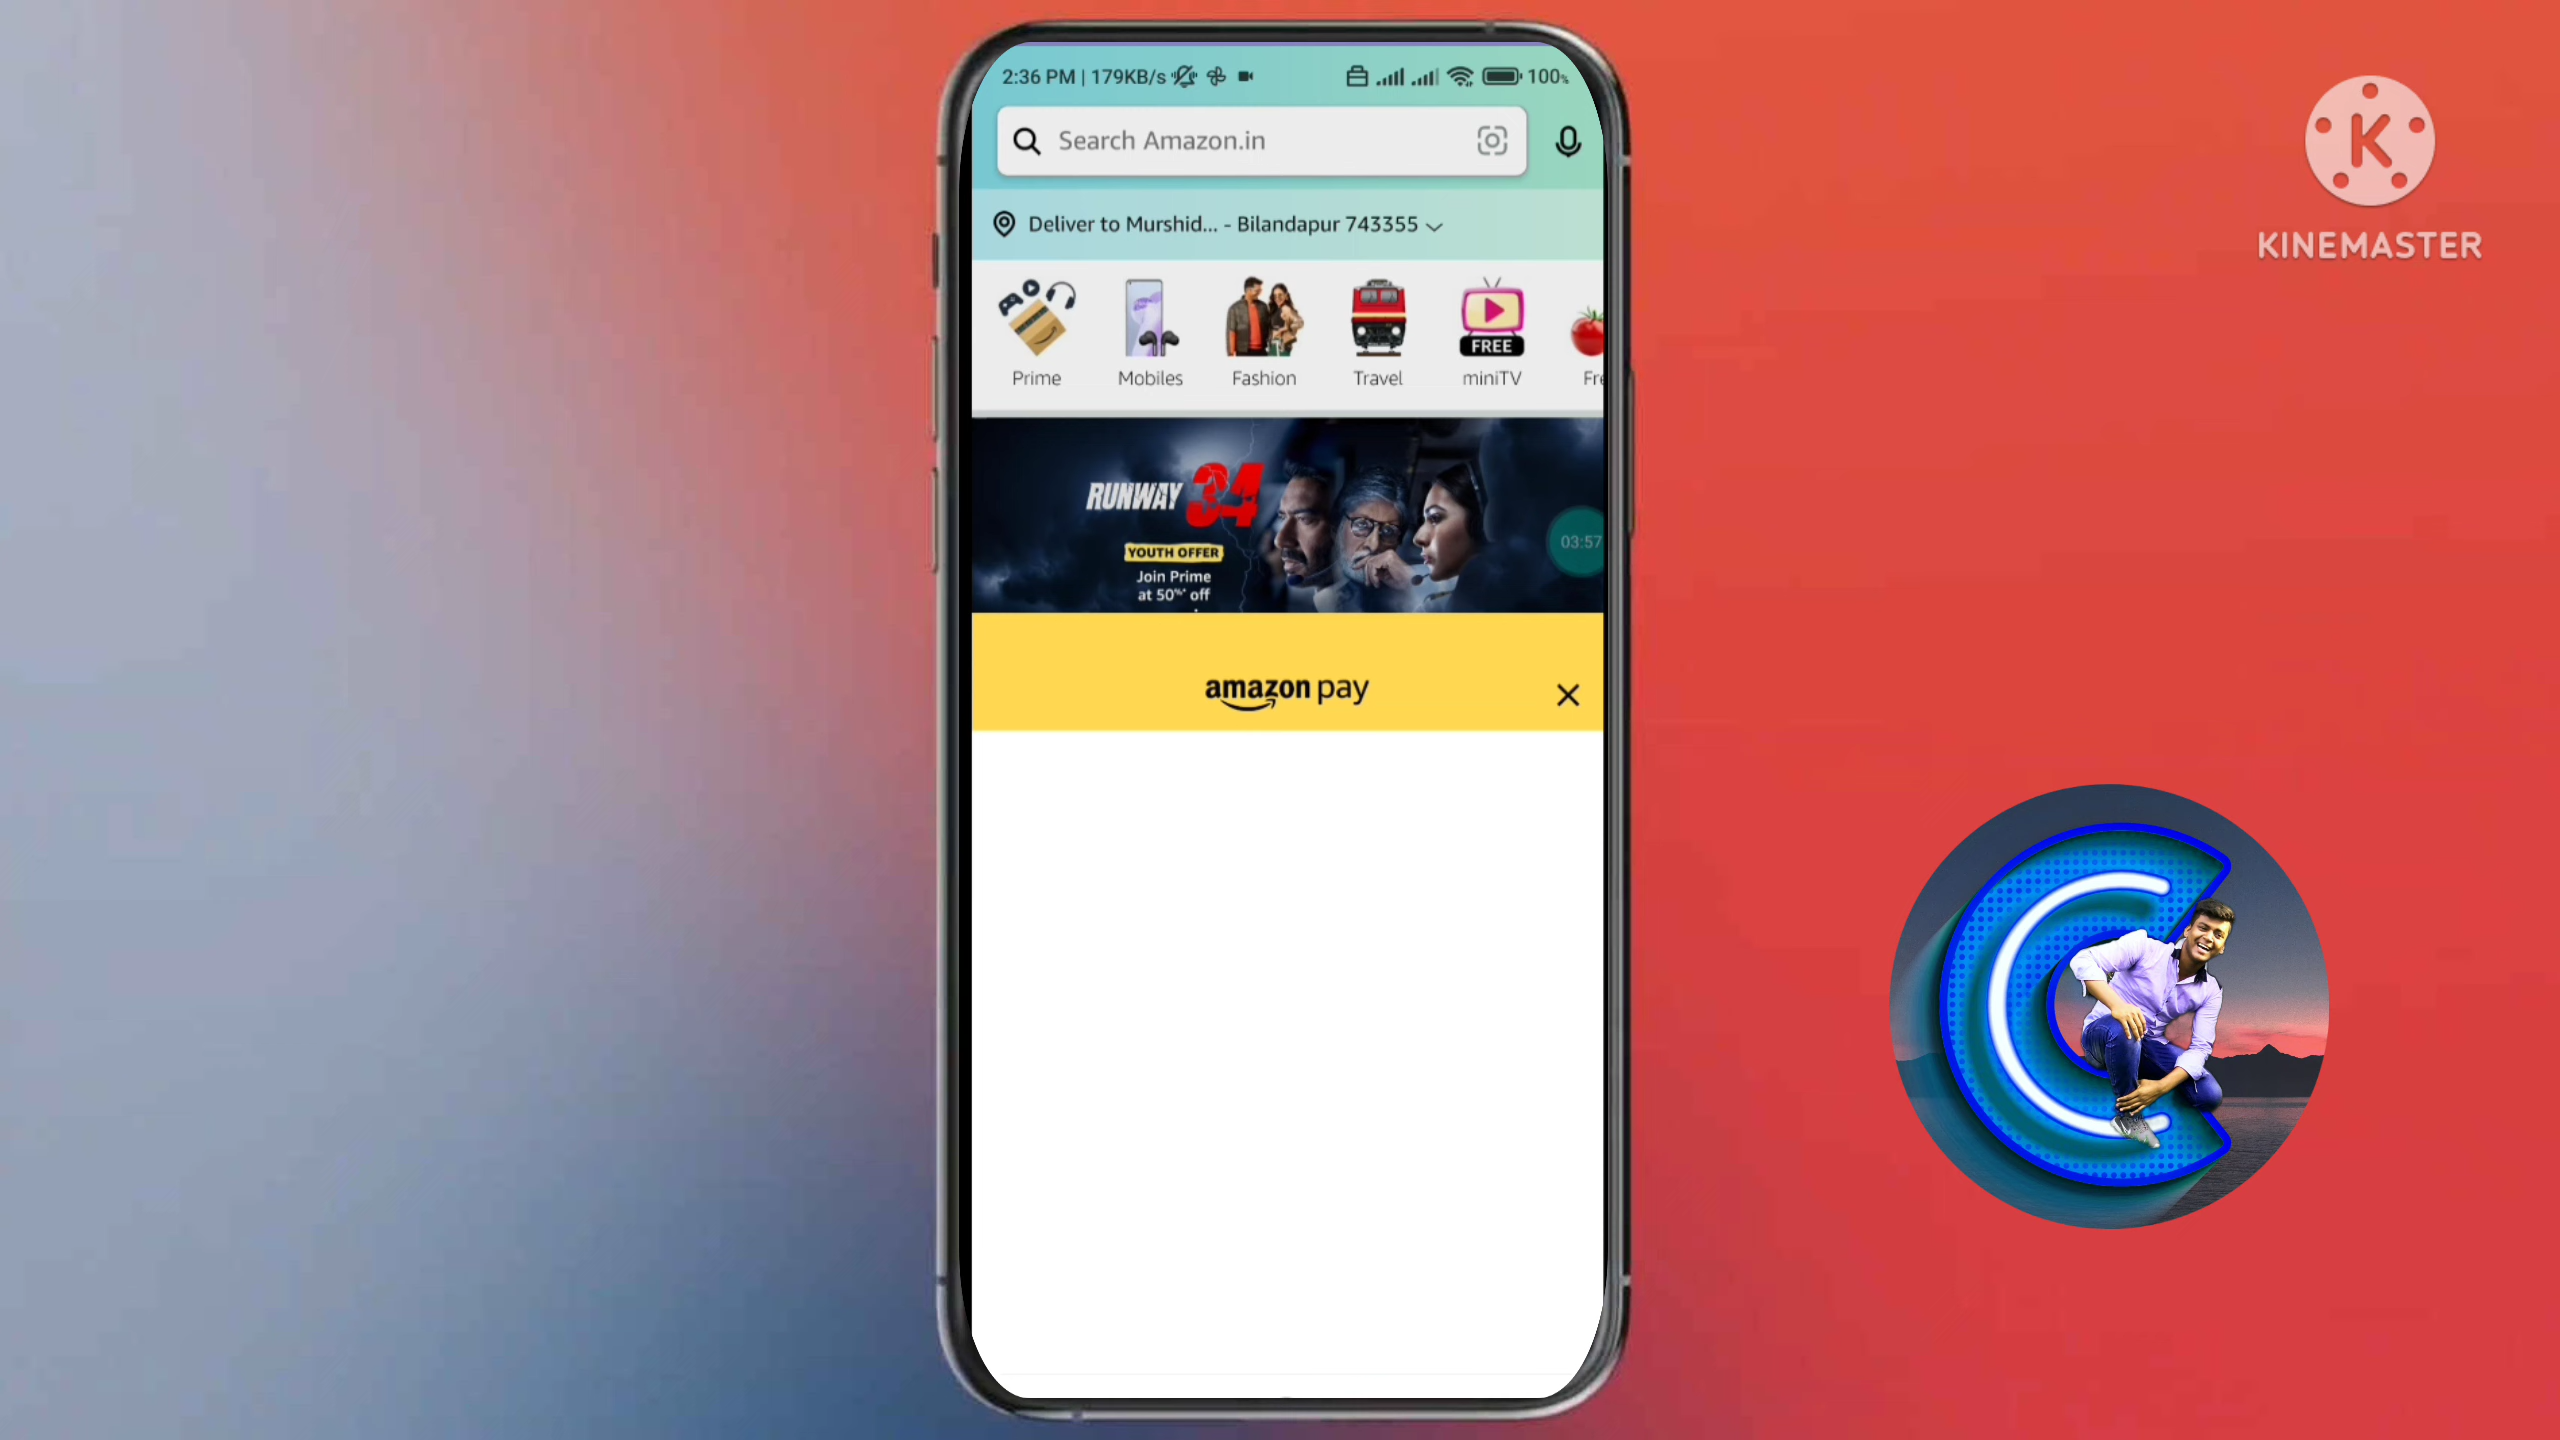 2:36 PM | 179KB/s
100%
Search Amazon.in
Deliver to Murshid... - Bilandapur 743355
FREE
Prime
Mobiles
Fashion
Travel
miniTV
Fre
RUNWAY 34
YOUTH OFFER
Join Prime
at 50%* off
03:57
amazon pay
K
KINEMASTER
C